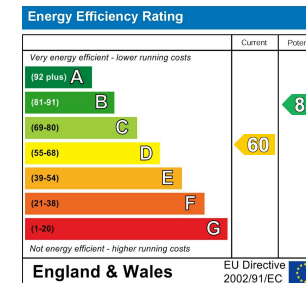 Energy Efficiency Rating
Current
Very energy efficient - lower running costs
(92 plus) A
(81-91) B
8
(69-80) C
(55-68) D
60
(39-54) E
(21-38) F
(1-20) G
Not energy efficient - higher running costs
England & Wales
EU Directive
2002/91/EC